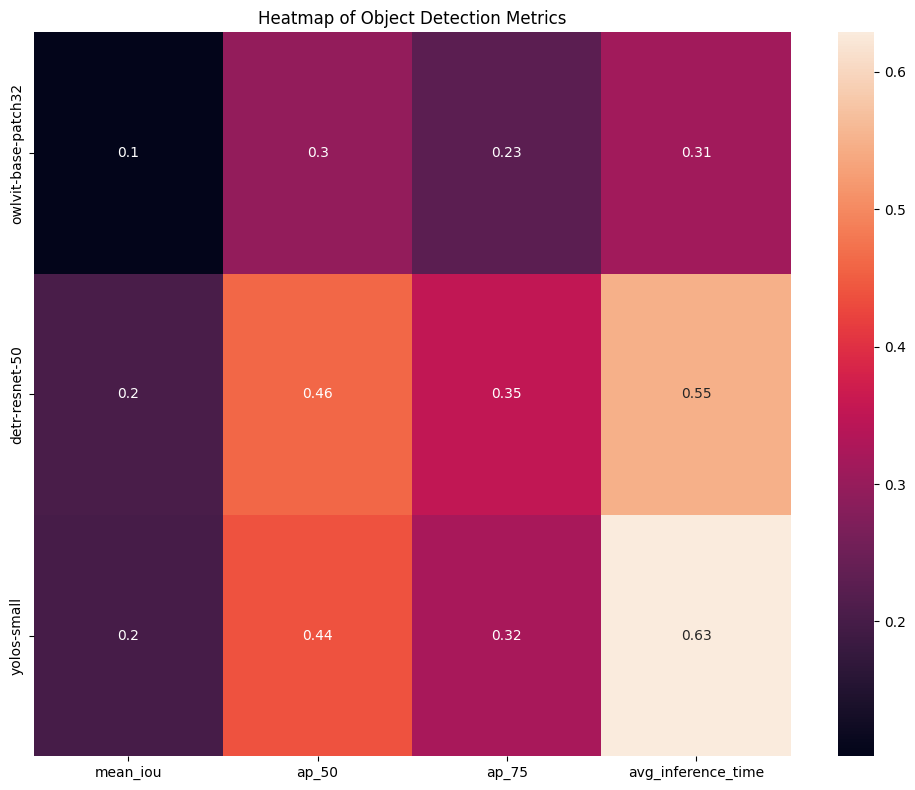 Heatmap of Object Detection Metrics
owlvit-base-patch32
0.1 0.3 0.23 0.31
detr-resnet-50
0.2 0.46 0.35 0.55
yolos-small
0.2 0.44 0.32 0.63
mean_iou ap_50 ap_75 avg_inference_time
0.6
0.5
0.4
0.3
0.2